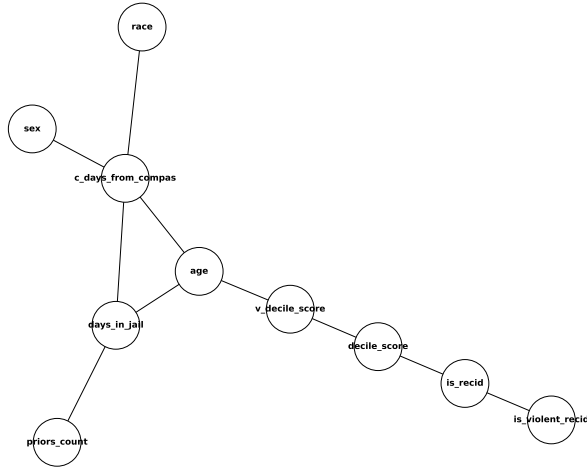 race
sex
c_days_from_compas
age
v_decile_score
days_in_jail
decile_score
is_recid
is_violent_recid
priors_count